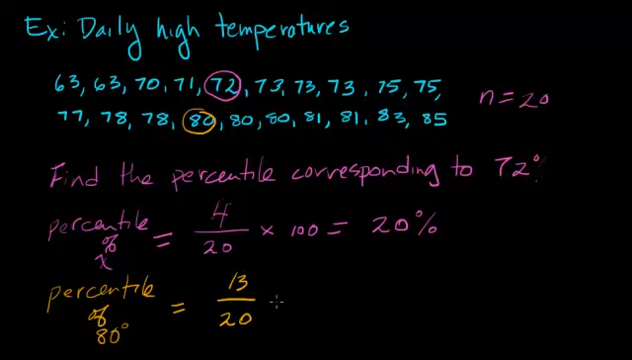 Ex: Daily high temperatures
63, 63, 70, 71, 72, 73, 73, 73, 75, 75,
77, 78, 78, 80, 80, 80, 81, 81, 83, 85
n = 20
Find the percentile corresponding to 72°.
percentile of x = 4/20 × 100 = 20%
percentile of 80° = 13/20